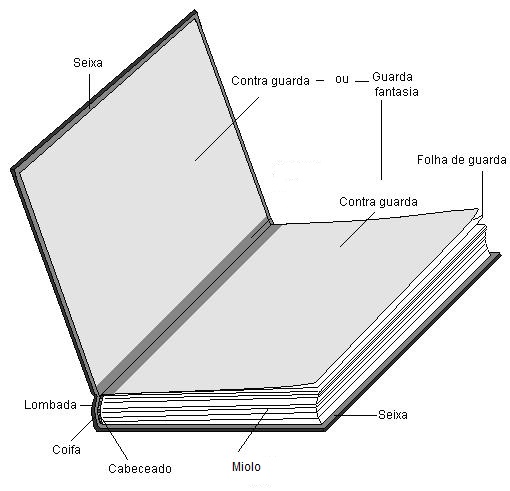 Seixa
Contra guarda – ou – Guarda
fantasia
Folha de guarda
Contra guarda
Lombada
Seixa
Coifa
Cabeceado
Miolo